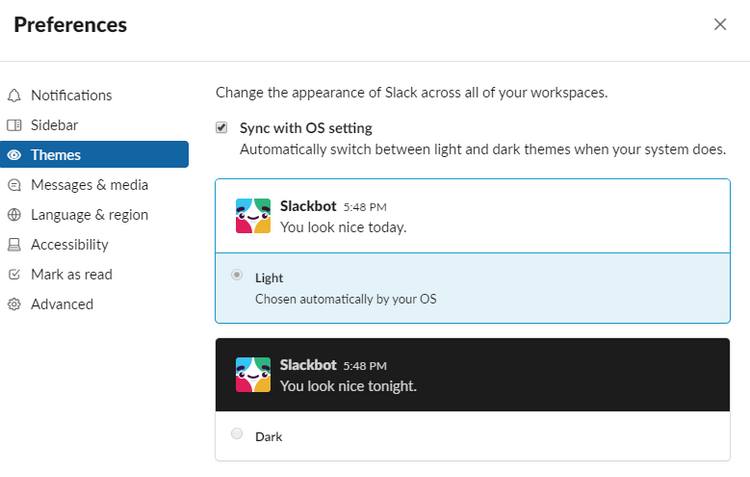 Preferences
Notifications
Sidebar
Themes
Messages & media
Language & region
Accessibility
Mark as read
Advanced
Change the appearance of Slack across all of your workspaces.
Sync with OS setting
Automatically switch between light and dark themes when your system does.
Slackbot 5:48 PM
You look nice today.
Light
Chosen automatically by your OS
Slackbot 5:48 PM
You look nice tonight.
Dark